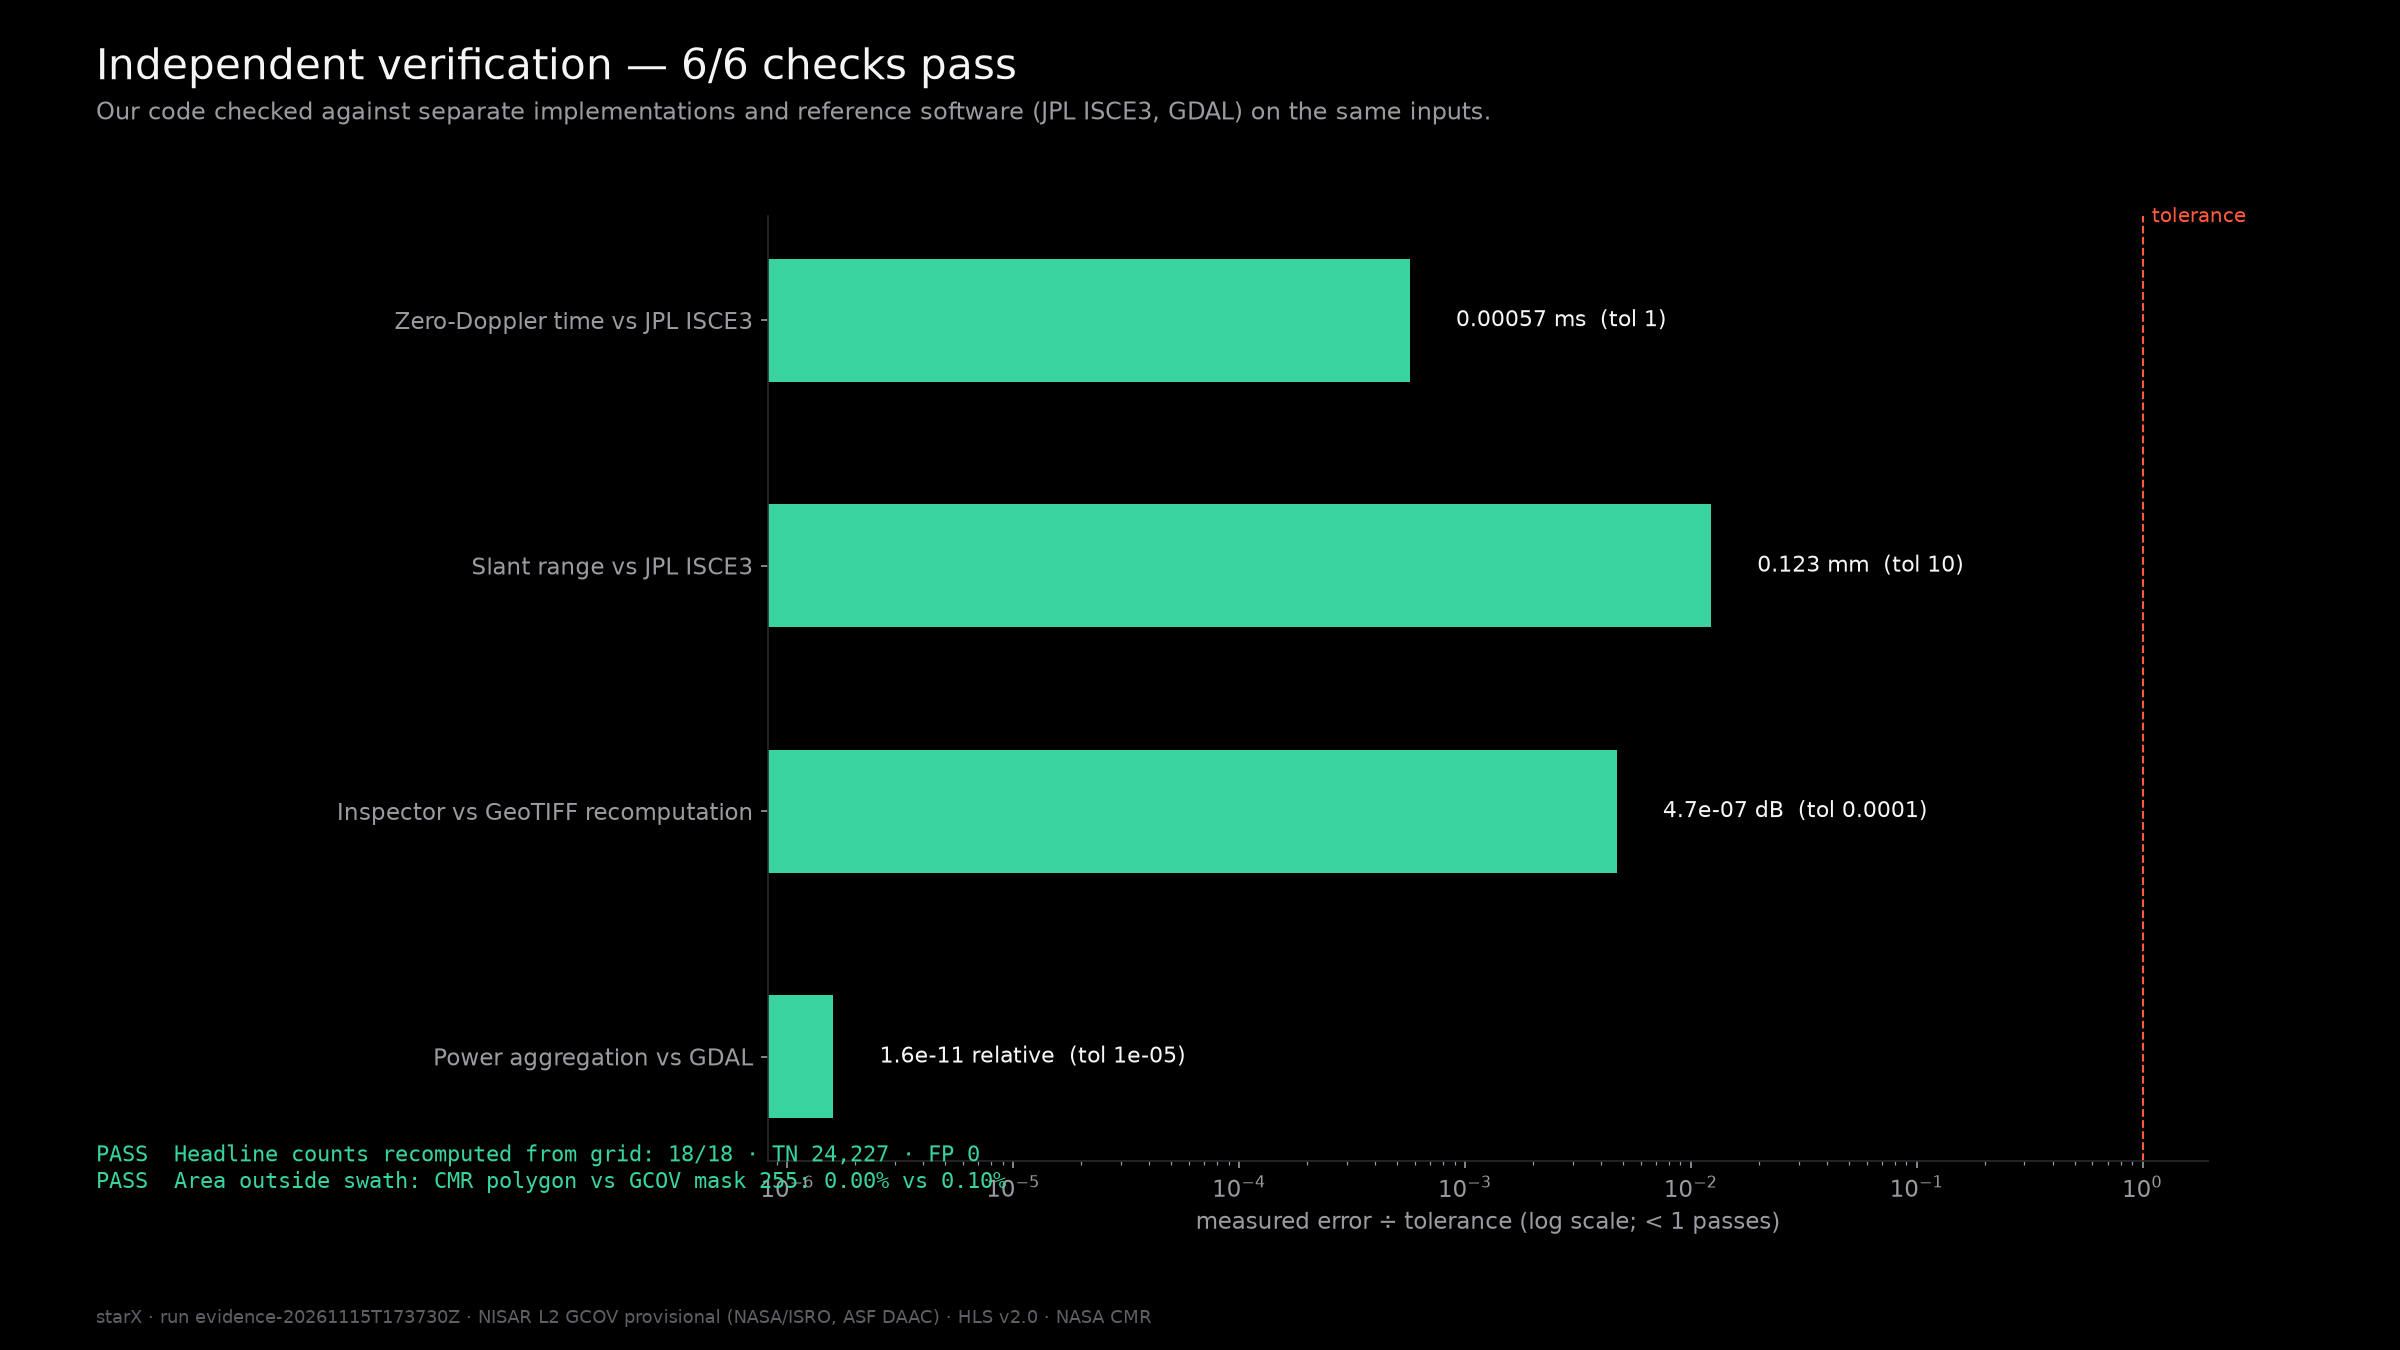 Independent verification — 6/6 checks pass
Our code checked against separate implementations and reference software (JPL ISCE3, GDAL) on the same inputs.
tolerance
Zero-Doppler time vs JPL ISCE3
0.00057 ms (tol 1)
Slant range vs JPL ISCE3
0.123 mm (tol 10)
Inspector vs GeoTIFF recomputation
4.7e-07 dB (tol 0.0001)
Power aggregation vs GDAL
1.6e-11 relative (tol 1e-05)
PASS Headline counts recomputed from grid: 18/18 · TN 24,227 · FP 0
PASS Area outside swath: CMR polygon vs GCOV mask 255: 0.00% vs 0.10%
10⁻⁶ 10⁻⁵ 10⁻⁴ 10⁻³ 10⁻² 10⁻¹ 10⁰
measured error ÷ tolerance (log scale; < 1 passes)
starX · run evidence-20261115T173730Z · NISAR L2 GCOV provisional (NASA/ISRO, ASF DAAC) · HLS v2.0 · NASA CMR